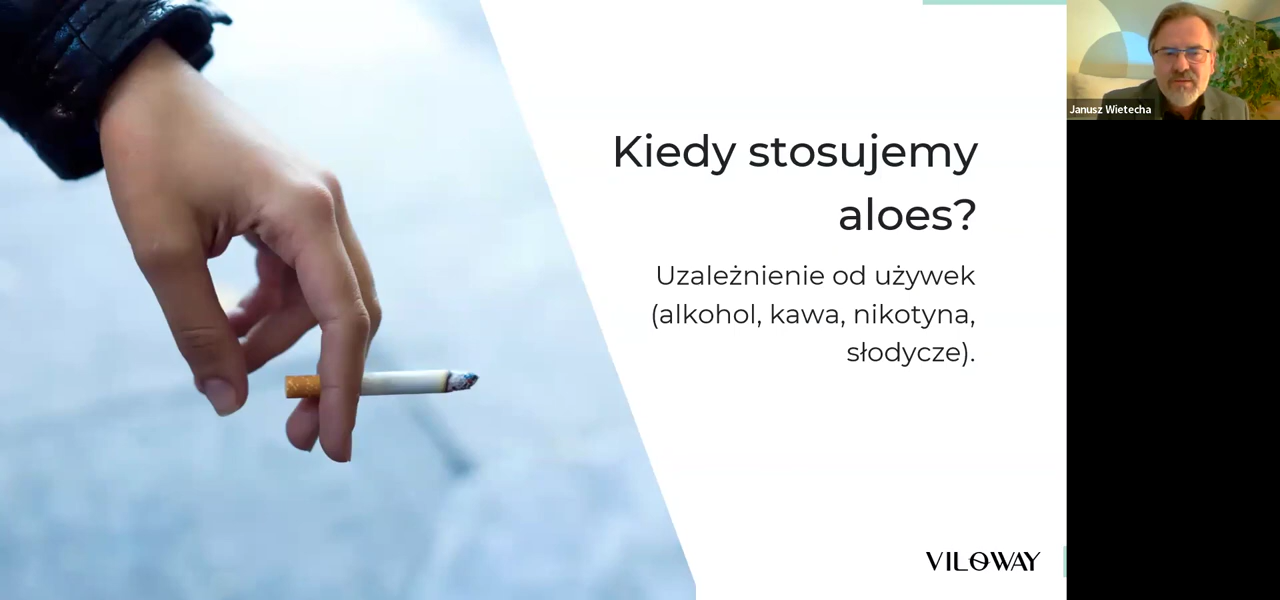 Kiedy stosujemy
aloes?
Uzależnienie od używek
(alkohol, kawa, nikotyna,
słodycze).
VILOWAY
Janusz Wietecha